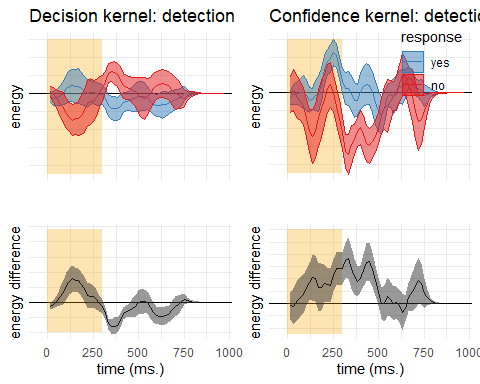 Decision kernel: detection
Confidence kernel: detectio
response
yes
no
energy
energy
energy difference
energy difference
0 250 500 750 1000
0 250 500 750 1000
time (ms.)
time (ms.)